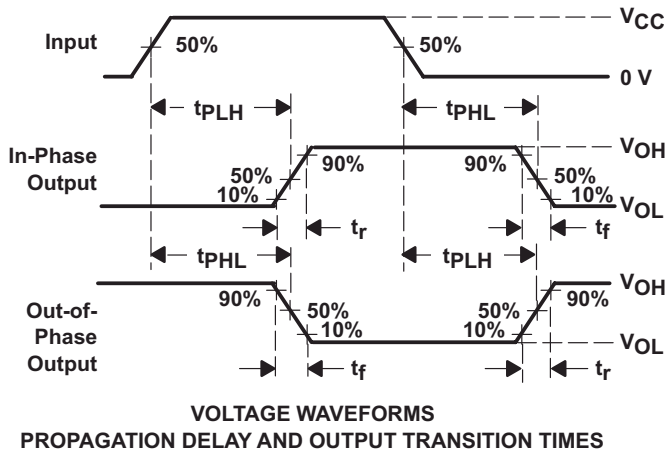 Input
50%
50%
VCC
0 V
tPLH
tPHL
In-Phase
Output
50%
10%
90%
90%
50%
10%
VOH
VOL
tr
tf
tPHL
tPLH
Out-of-
Phase
Output
90%
50%
10%
50%
10%
90%
VOH
VOL
tf
tr
VOLTAGE WAVEFORMS
PROPAGATION DELAY AND OUTPUT TRANSITION TIMES